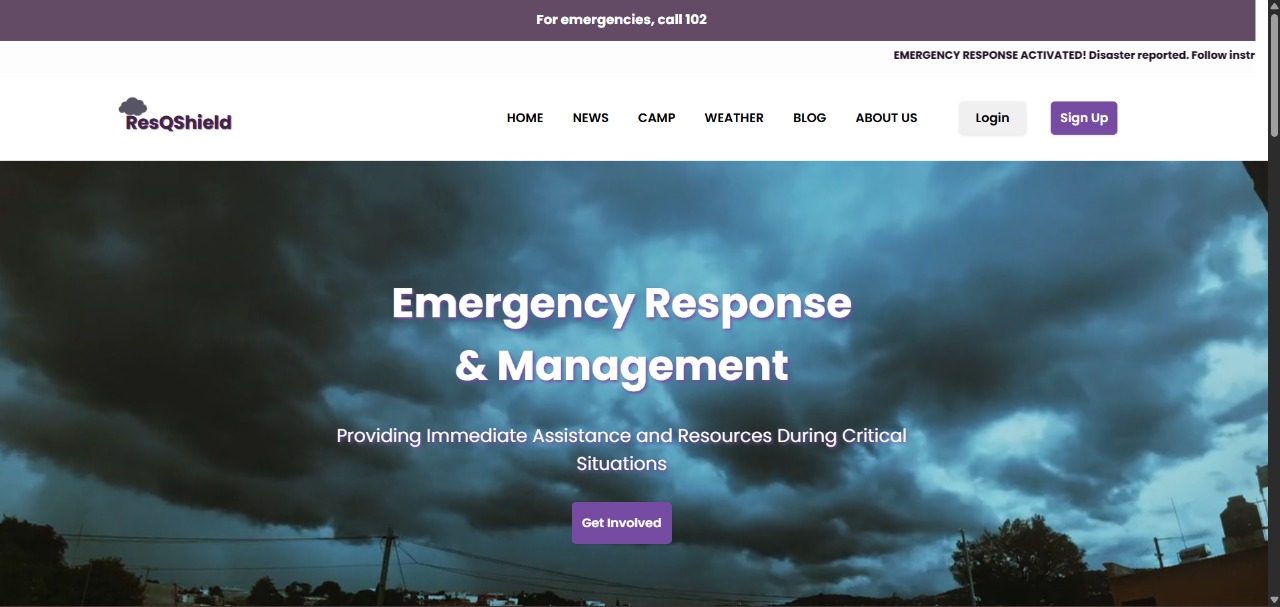 For emergencies, call 102
EMERGENCY RESPONSE ACTIVATED! Disaster reported. Follow
ResQShield
HOME NEWS CAMP WEATHER BLOG ABOUT US Login Sign Up
Emergency Response
& Management
Providing Immediate Assistance and Resources During Critical
Situations
Get Involved